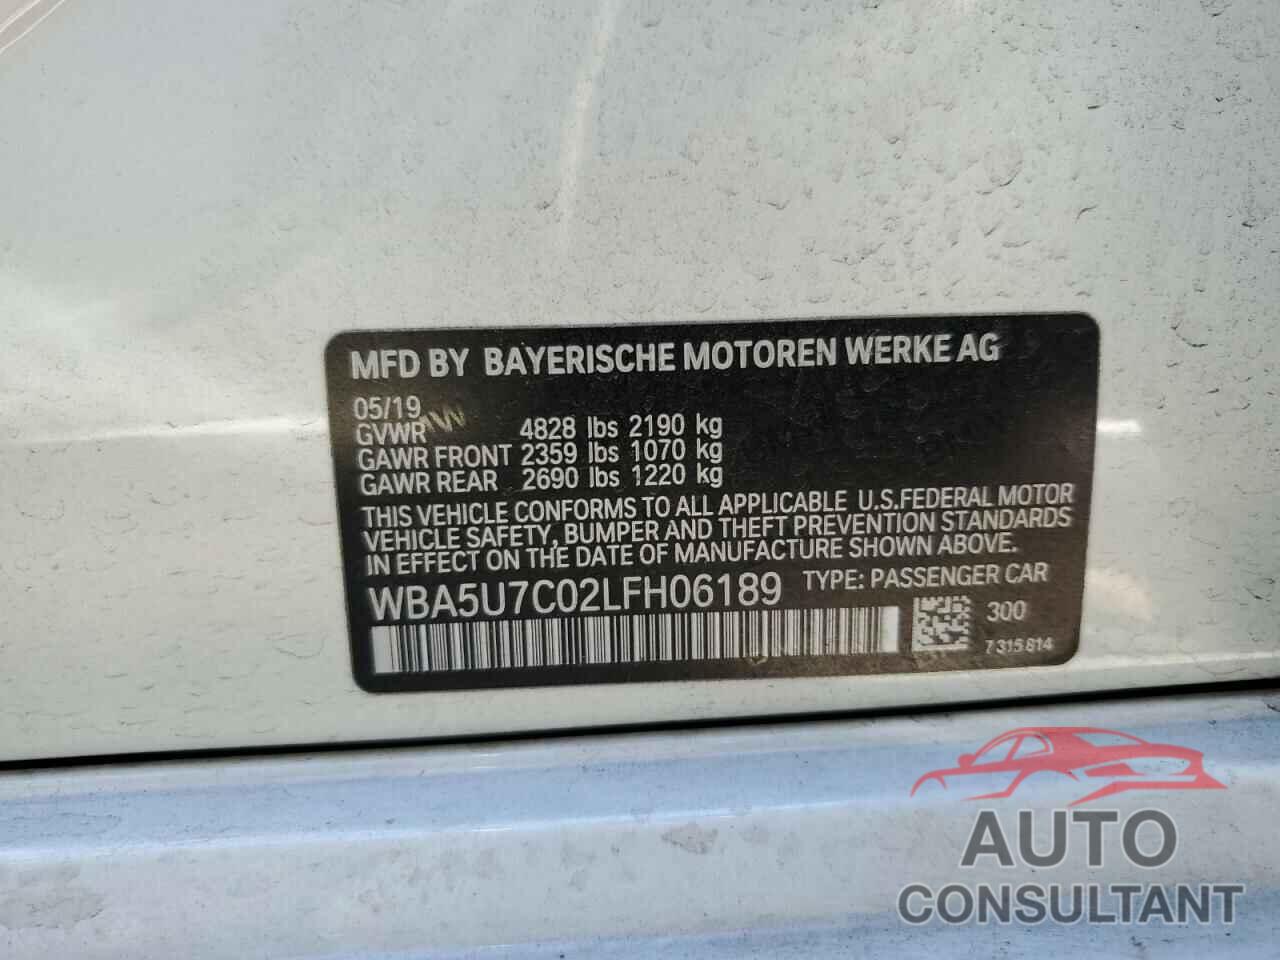 MFD BY BAYERISCHE MOTOREN WERKE AG
05/19
GVWR 4828 lbs 2190 kg
GAWR FRONT 2359 lbs 1070 kg
GAWR REAR 2690 lbs 1220 kg
THIS VEHICLE CONFORMS TO ALL APPLICABLE U.S.FEDERAL MOTOR
VEHICLE SAFETY, BUMPER AND THEFT PREVENTION STANDARDS
IN EFFECT ON THE DATE OF MANUFACTURE SHOWN ABOVE.
WBA5U7C02LFH06189 TYPE: PASSENGER CAR
300
7315814
AUTO
CONSULTANT